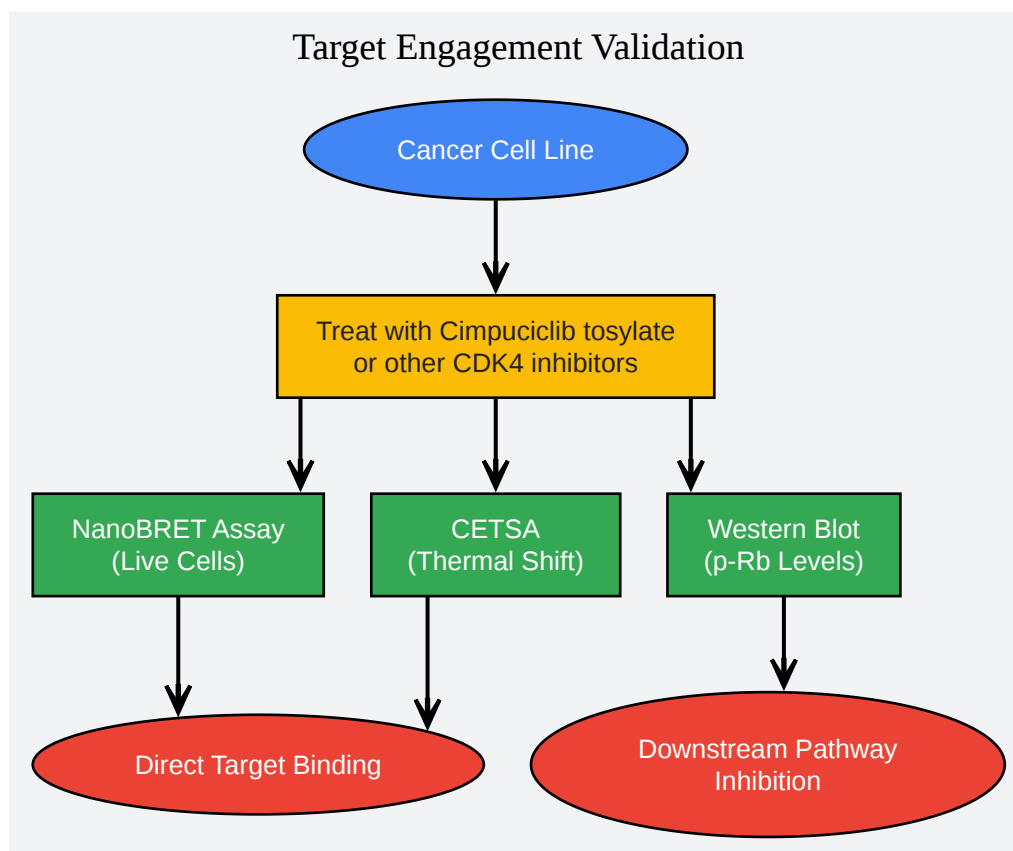 Target Engagement Validation
Cancer Cell Line
Treat with Cimpuciclib tosylate
or other CDK4 inhibitors
NanoBRET Assay
(Live Cells)
CETSA
(Thermal Shift)
Western Blot
(p-Rb Levels)
Direct Target Binding
Downstream Pathway
Inhibition